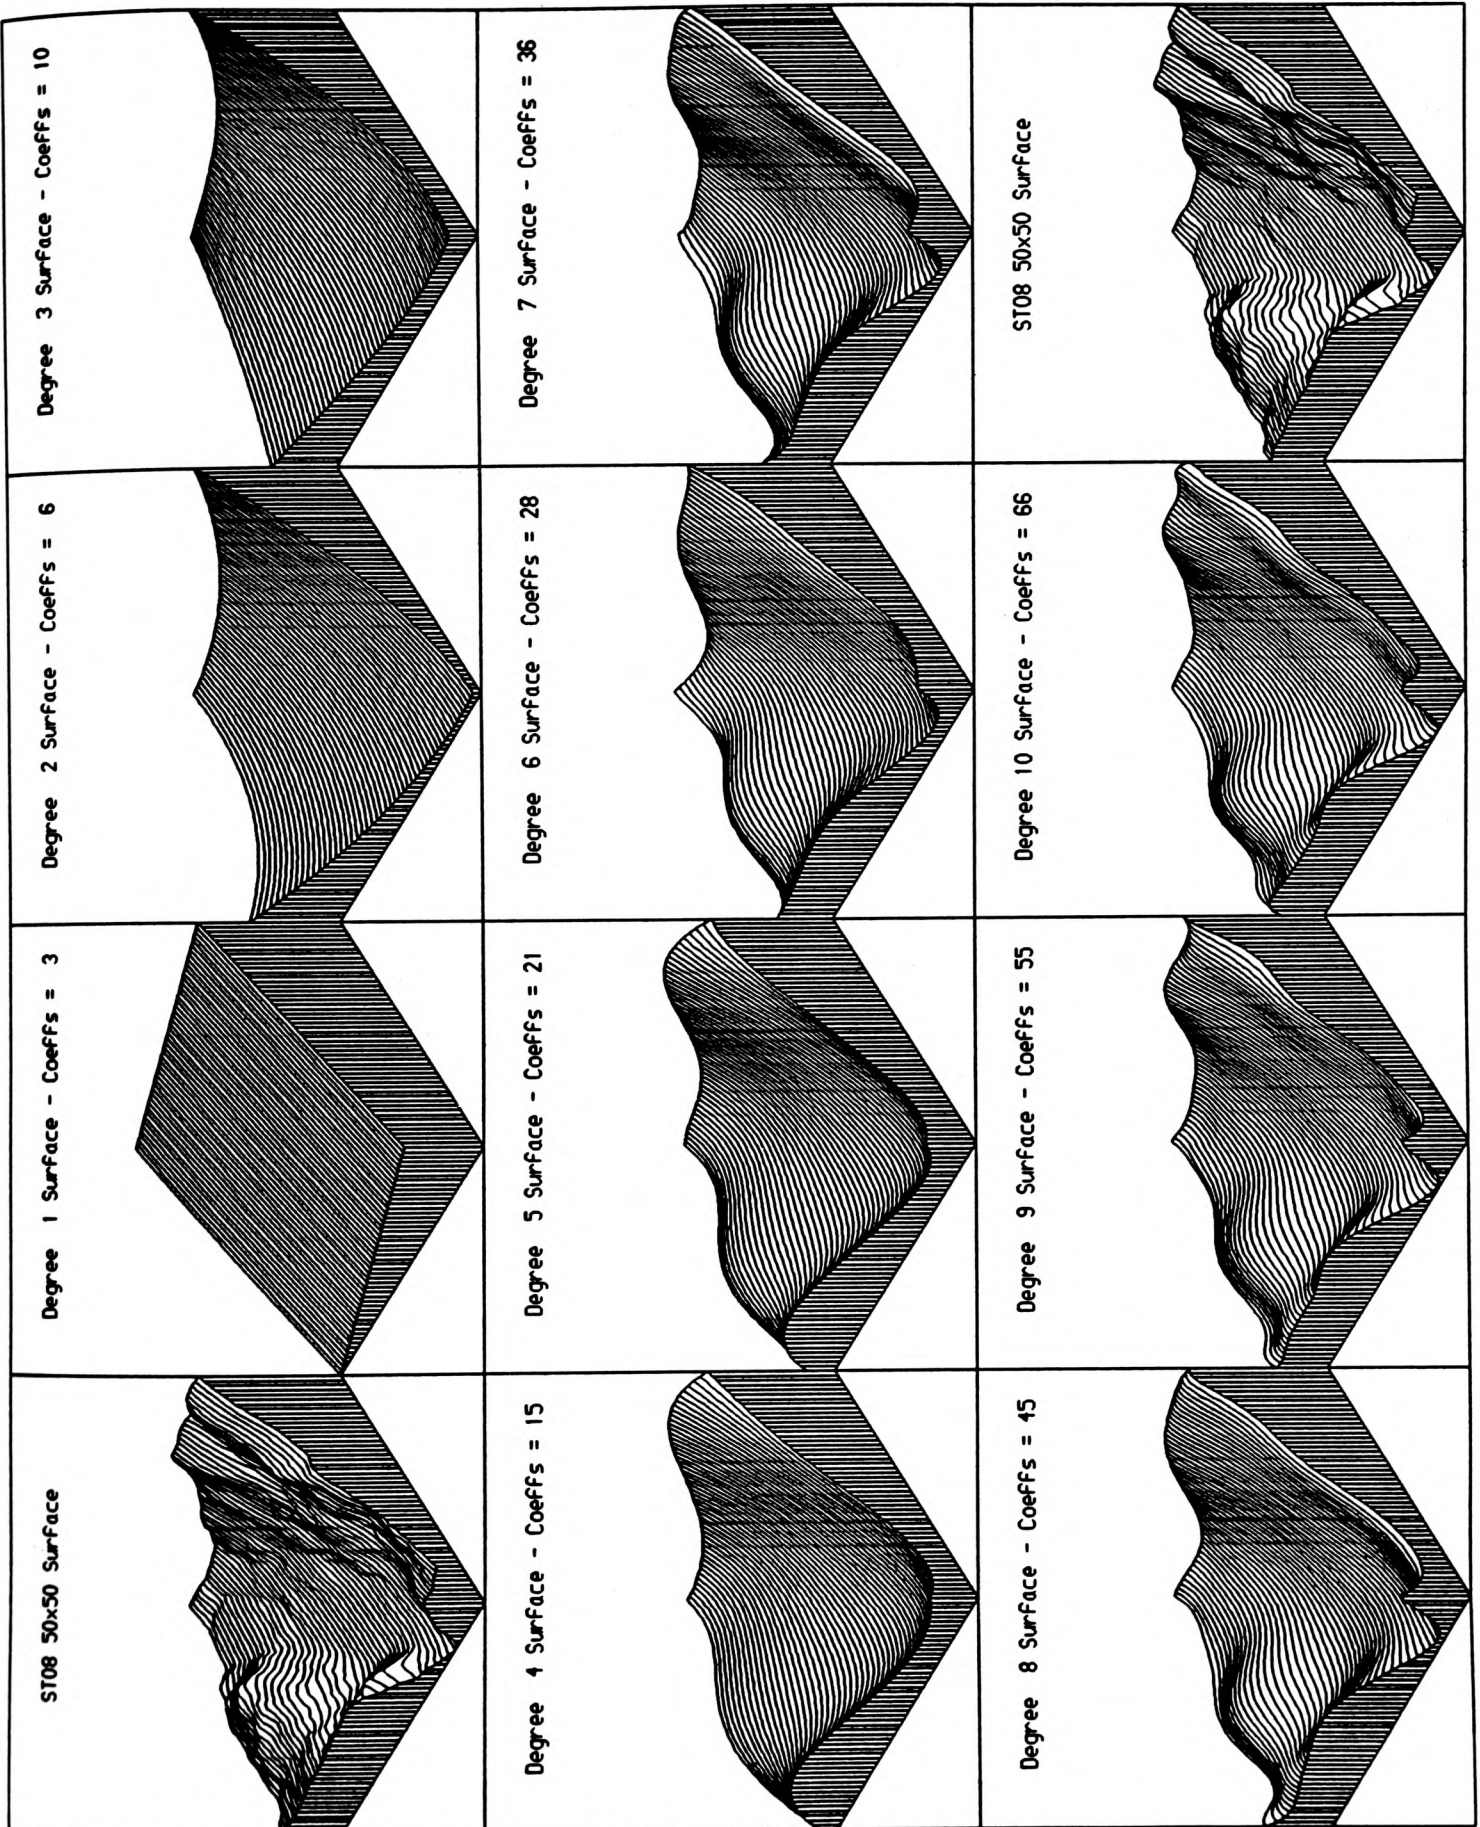 ST08 50x50 Surface
Degree 1 Surface - Coeffs = 3
Degree 2 Surface - Coeffs = 6
Degree 3 Surface - Coeffs = 10
Degree 4 Surface - Coeffs = 15
Degree 5 Surface - Coeffs = 21
Degree 6 Surface - Coeffs = 28
Degree 7 Surface - Coeffs = 36
Degree 8 Surface - Coeffs = 45
Degree 9 Surface - Coeffs = 55
Degree 10 Surface - Coeffs = 66
ST08 50x50 Surface